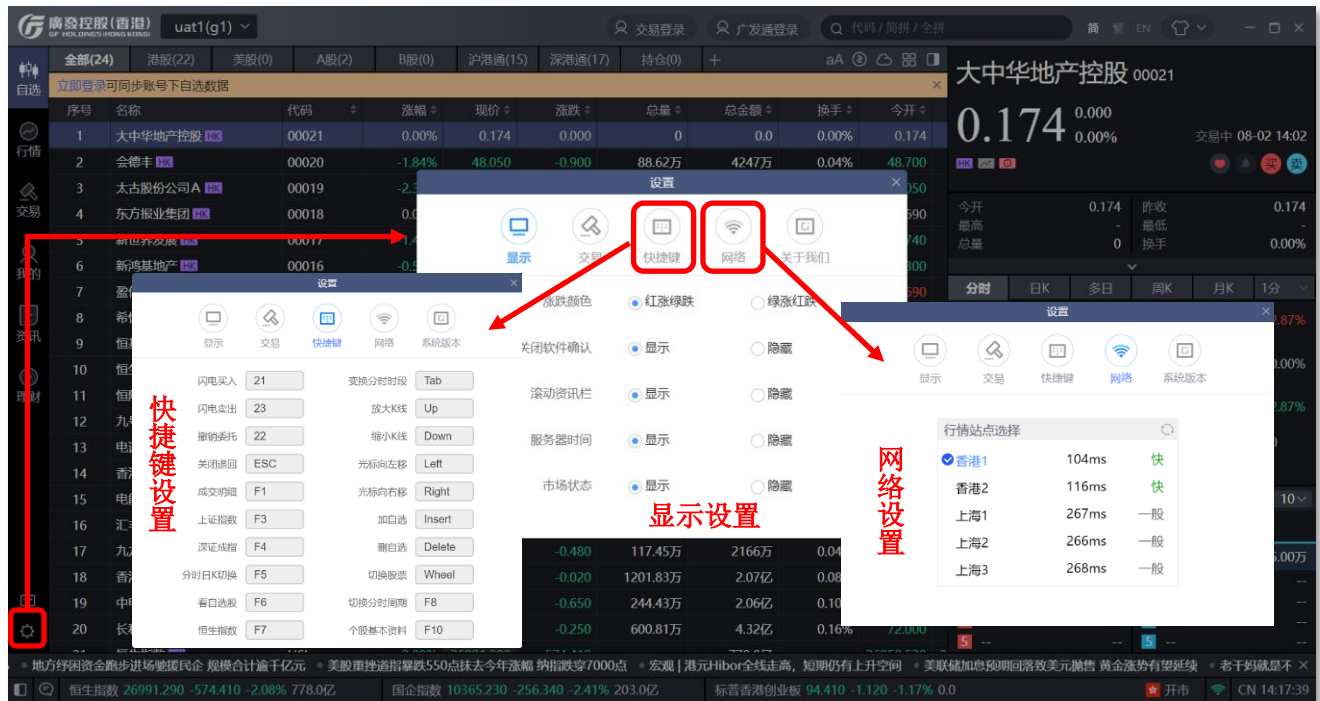 廣發控股(香港)
GF HOLDINGS (HONG KONG)
uat1(g1)
交易登录
广发通登录
代码 / 简拼 / 全拼
简 繁 EN
全部(24) 港股(22) 美股(0) A股(2) B股(0) 沪港通(15) 深港通(17) 持仓(0) + aA
立即登录可同步账号下自选数据 ×
序号 名称 代码 涨幅 现价 涨跌 总量 总金额 换手 今开
1 大中华地产控股 HK 00021 0.00% 0.174 0.000 0 0.0 0.00% 0.174
2 会德丰 HK 00020 -1.84% 48.050 -0.900 88.62万 4247万 0.04% 48.700
3 太古股份公司A HK 00019
4 东方报业集团 HK 00018
5 新世界发展 00017
6 新鸿基地产 HK 00016
7
8
9
10
11
12
13
14
15
16
17 -0.480 117.45万 2166万
18 -0.020 1201.83万 2.07亿
19 -0.650 244.43万 2.06亿
20 -0.250 600.81万 4.32亿 0.16% 72.000
自选
行情
交易
我的
资讯
理财
大中华地产控股 00021
0.174 0.000
0.00%
交易中 08-02 14:02
HK
买 卖
今开 0.174 昨收 0.174
最高 - 最低 -
总量 0 换手 0.00%
分时 日K 多日 周K 月K 1分
设置 ×
显示 交易 快捷键 网络 关于我们
涨跌颜色 红涨绿跌 绿涨红跌
关闭软件确认 显示 隐藏
滚动资讯栏 显示 隐藏
服务器时间 显示 隐藏
市场状态 显示 隐藏
显示设置
设置 ×
显示 交易 快捷键 网络 系统版本
闪电买入 21 变换分时时段 Tab
闪电卖出 23 放大K线 Up
撤销委托 22 缩小K线 Down
关闭退回 ESC 光标向左移 Left
成交明细 F1 光标向右移 Right
上证指数 F3 加自选 Insert
深证成指 F4 删自选 Delete
分时日K切换 F5 切换股票 Wheel
看自选股 F6 切换分时周期 F8
恒生指数 F7 个股基本资料 F10
快捷键设置
设置 ×
显示 交易 快捷键 网络 系统版本
行情站点选择
香港1 104ms 快
香港2 116ms 快
上海1 267ms 一般
上海2 266ms 一般
上海3 268ms 一般
网络设置
10
5 -- 5 --
地方纾困资金跑步进场驰援民企 规模合计逾千亿元
美股重挫道指暴跌550点抹去今年涨幅 纳指跌穿7000点
宏观 | 港元Hibor全线走高，短期仍有上升空间
美联储加息预期回落致美元抛售 黄金涨势有望延续
老干妈就是不 ×
恒生指数 26991.290 -574.410 -2.08% 778.0亿
国企指数 10365.230 -256.340 -2.41% 203.0亿
标普香港创业板 94.410 -1.120 -1.17% 0.0
开市
CN 14:17:39